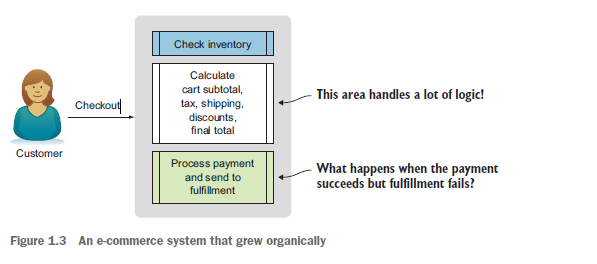 Check inventory
Calculate
cart subtotal,
tax, shipping,
discounts,
final total
This area handles a lot of logic!
Checkout
Customer
Process payment
and send to
fulfillment
What happens when the payment
succeeds but fulfillment fails?
Figure 1.3 An e-commerce system that grew organically